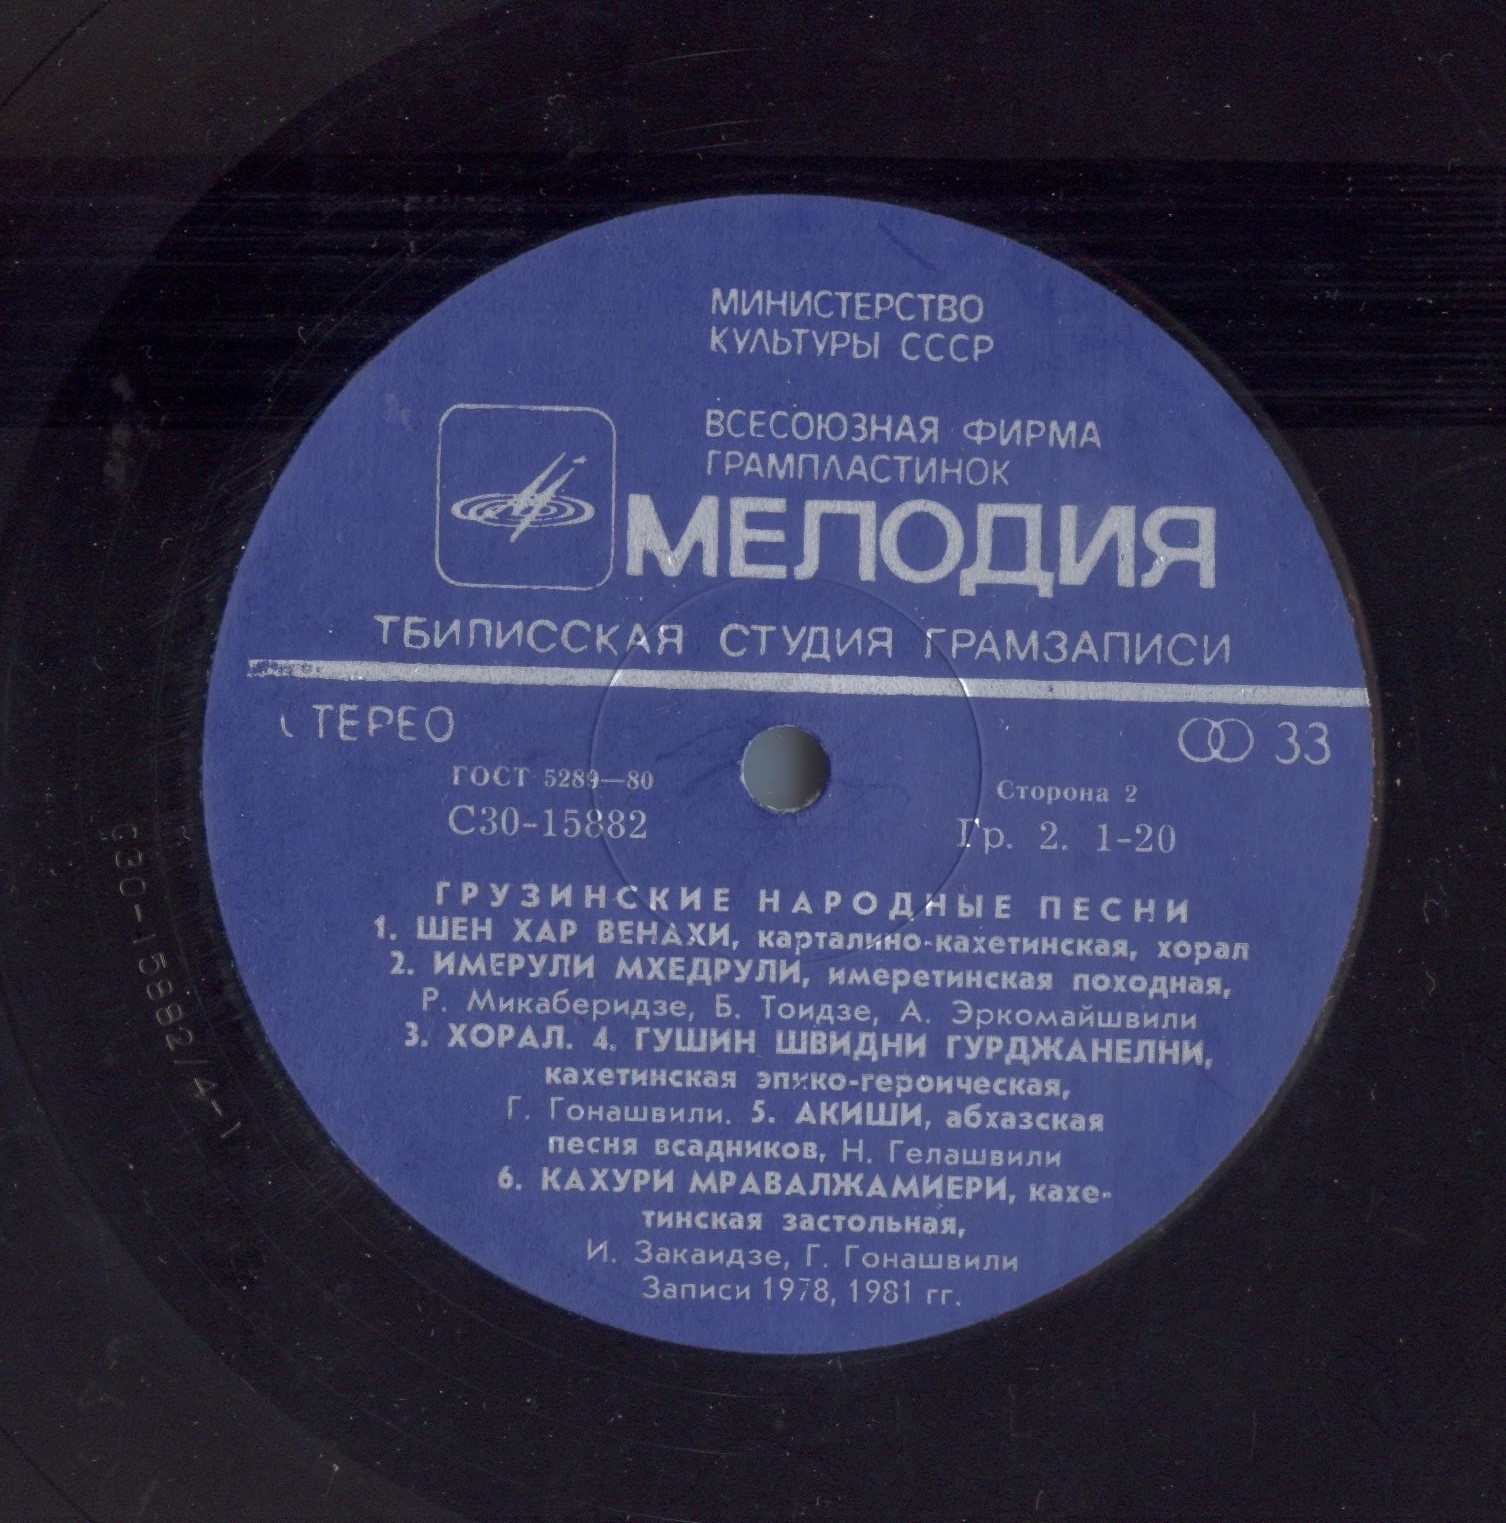 МИНИСТЕРСТВО
КУЛЬТУРЫ СССР
ВСЕСОЮЗНАЯ ФИРМА
ГРАМПЛАСТИНОК
МЕЛОДИЯ
ТБИЛИССКАЯ СТУДИЯ ГРАМЗАПИСИ
СТЕРЕО
33
ГОСТ 5289—80
С30-15882
Сторона 2
Гр. 2. 1-20
ГРУЗИНСКИЕ НАРОДНЫЕ ПЕСНИ
1. ШЕН ХАР ВЕНАХИ, карталино-кахетинская, хорал
2. ИМЕРУЛИ МХЕДРУЛИ, имеретинская походная,
Р. Микаберидзе, Б. Тоидзе, А. Эркомайшвили
3. ХОРАЛ. 4. ГУШИН ШВИДНИ ГУРДЖАНЕЛНИ,
кахетинская эпико-героическая,
Г. Гонашвили. 5. АКИШИ, абхазская
песня всадников, Н. Гелашвили
6. КАХУРИ МРАВАЛЖАМИЕРИ, кахе-
тинская застольная,
И. Закаидзе, Г. Гонашвили
Записи 1978, 1981 гг.
С30-15882/4-1